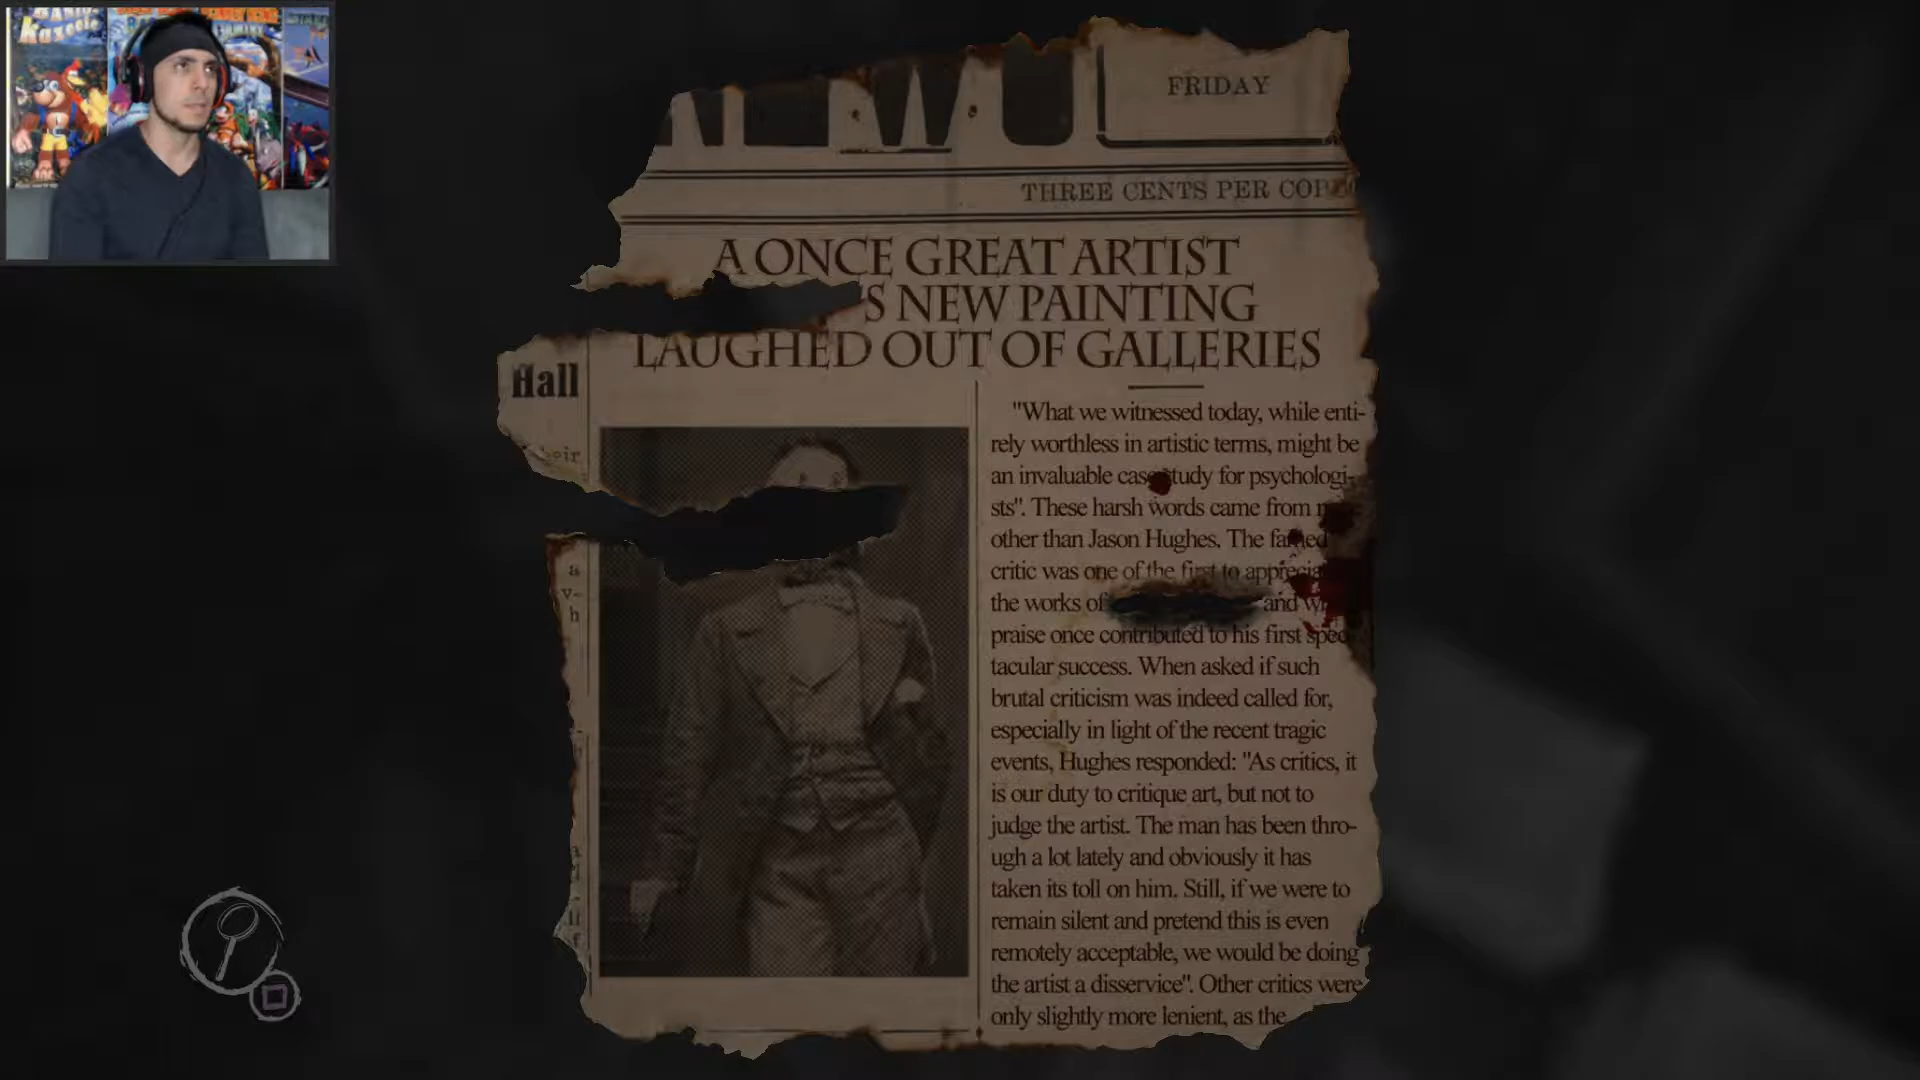 Banjo
Kazooie
FRIDAY
THREE CENTS PER COP
A ONCE GREAT ARTIST
'S NEW PAINTING
LAUGHED OUT OF GALLERIES
Hall
"What we witnessed today, while enti-
rely worthless in artistic terms, might be
an invaluable case study for psychologi-
sts". These harsh words came from
other than Jason Hughes. The famed
critic was one of the first to apprecia
the works of and
praise once contributed to his first spec-
tacular success. When asked if such
brutal criticism was indeed called for,
especially in light of the recent tragic
events, Hughes responded: "As critics, it
is our duty to critique art, but not to
judge the artist. The man has been thro-
ugh a lot lately and obviously it has
taken its toll on him. Still, if we were to
remain silent and pretend this is even
remotely acceptable, we would be doing
the artist a disservice". Other critics were
only slightly more lenient, as the